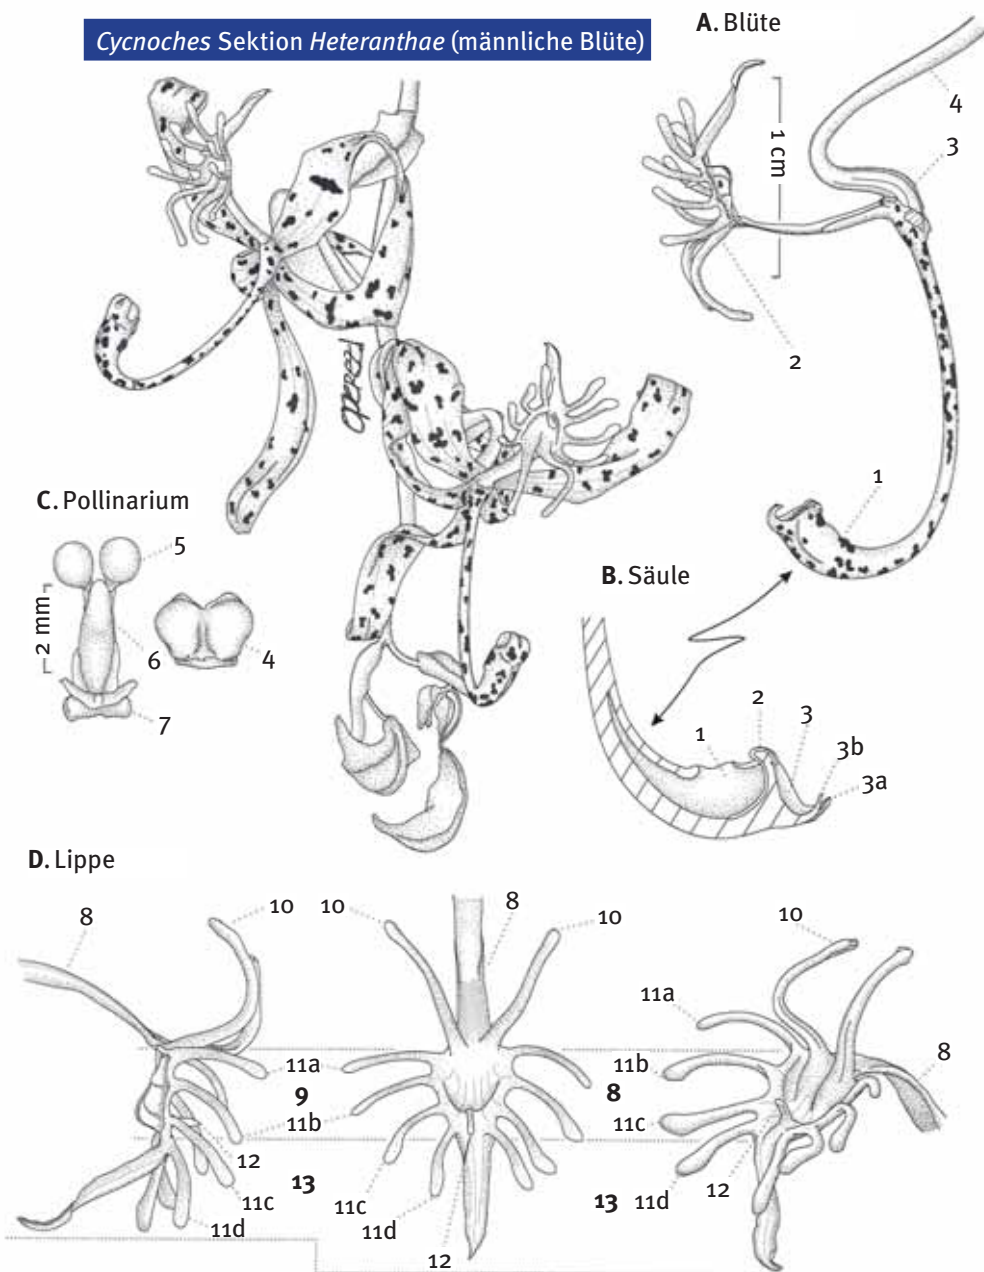 Cycnoches Sektion Heteranthae (männliche Blüte)
A. Blüte
4
3
1 cm
2
1
C. Pollinarium
5
2 mm
6
4
7
B. Säule
1
2
3
3b
3a
D. Lippe
8
10
10
8
10
10
11a
11a
11b
8
9
8
11b
11c
12
13
11c
11c
13
11d
12
11d
11d
12